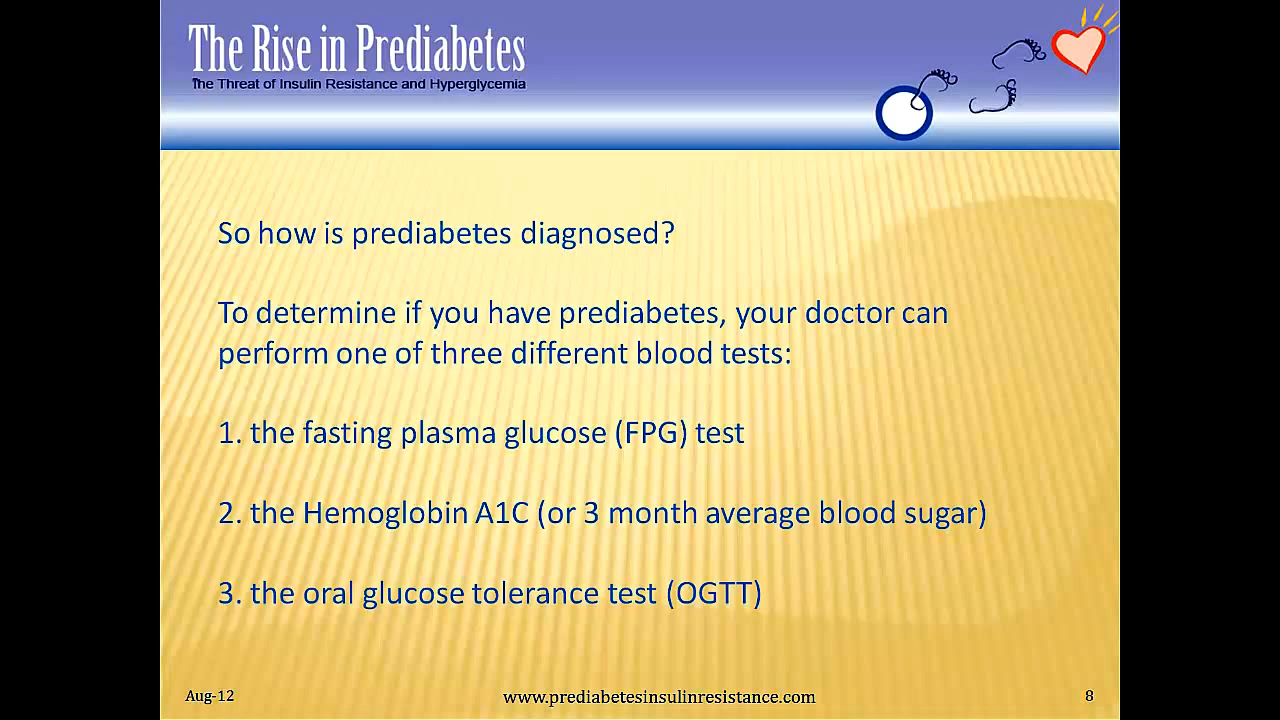 The Rise in Prediabetes
The Threat of Insulin Resistance and Hyperglycemia
So how is prediabetes diagnosed?
To determine if you have prediabetes, your doctor can
perform one of three different blood tests:
1. the fasting plasma glucose (FPG) test
2. the Hemoglobin A1C (or 3 month average blood sugar)
3. the oral glucose tolerance test (OGTT)
Aug-12
www.prediabetesinsulinresistance.com
8